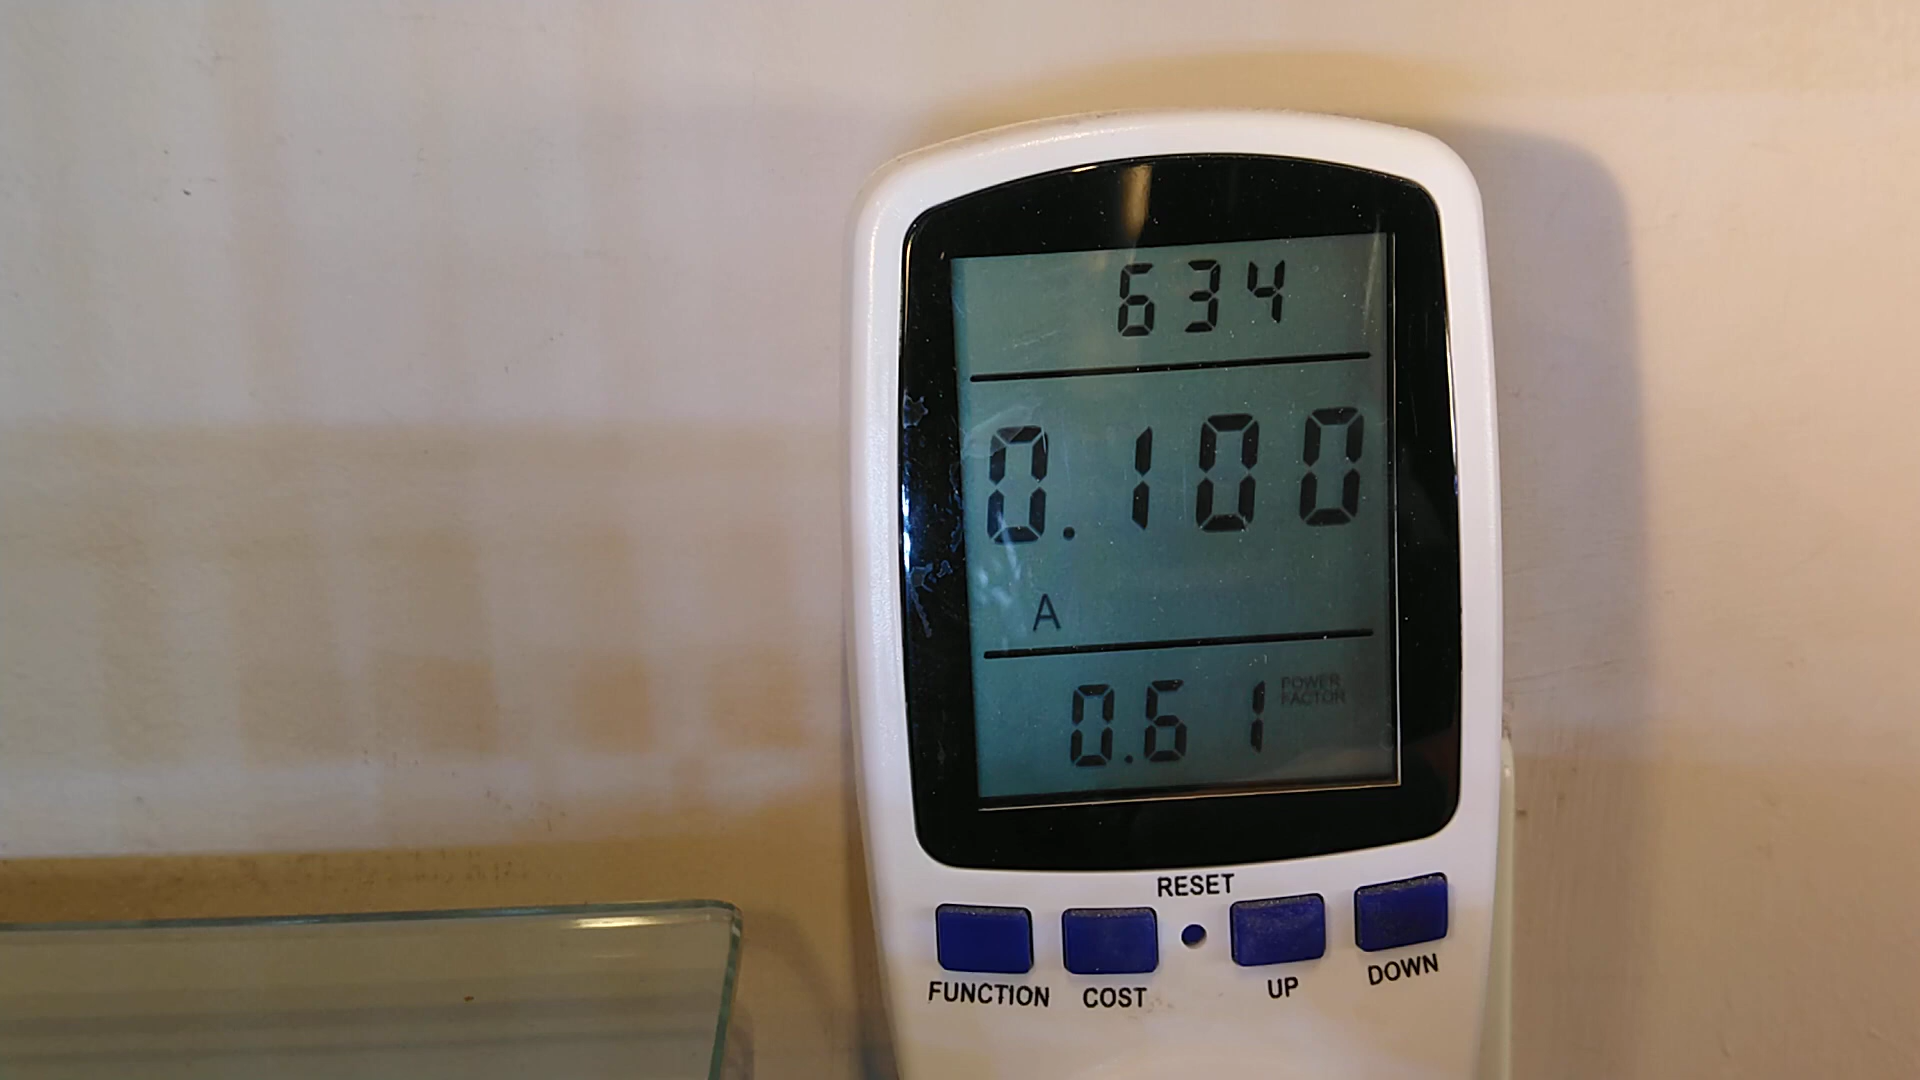 634
0.100
A
0.61 POWER
FACTOR
RESET
FUNCTION COST UP DOWN